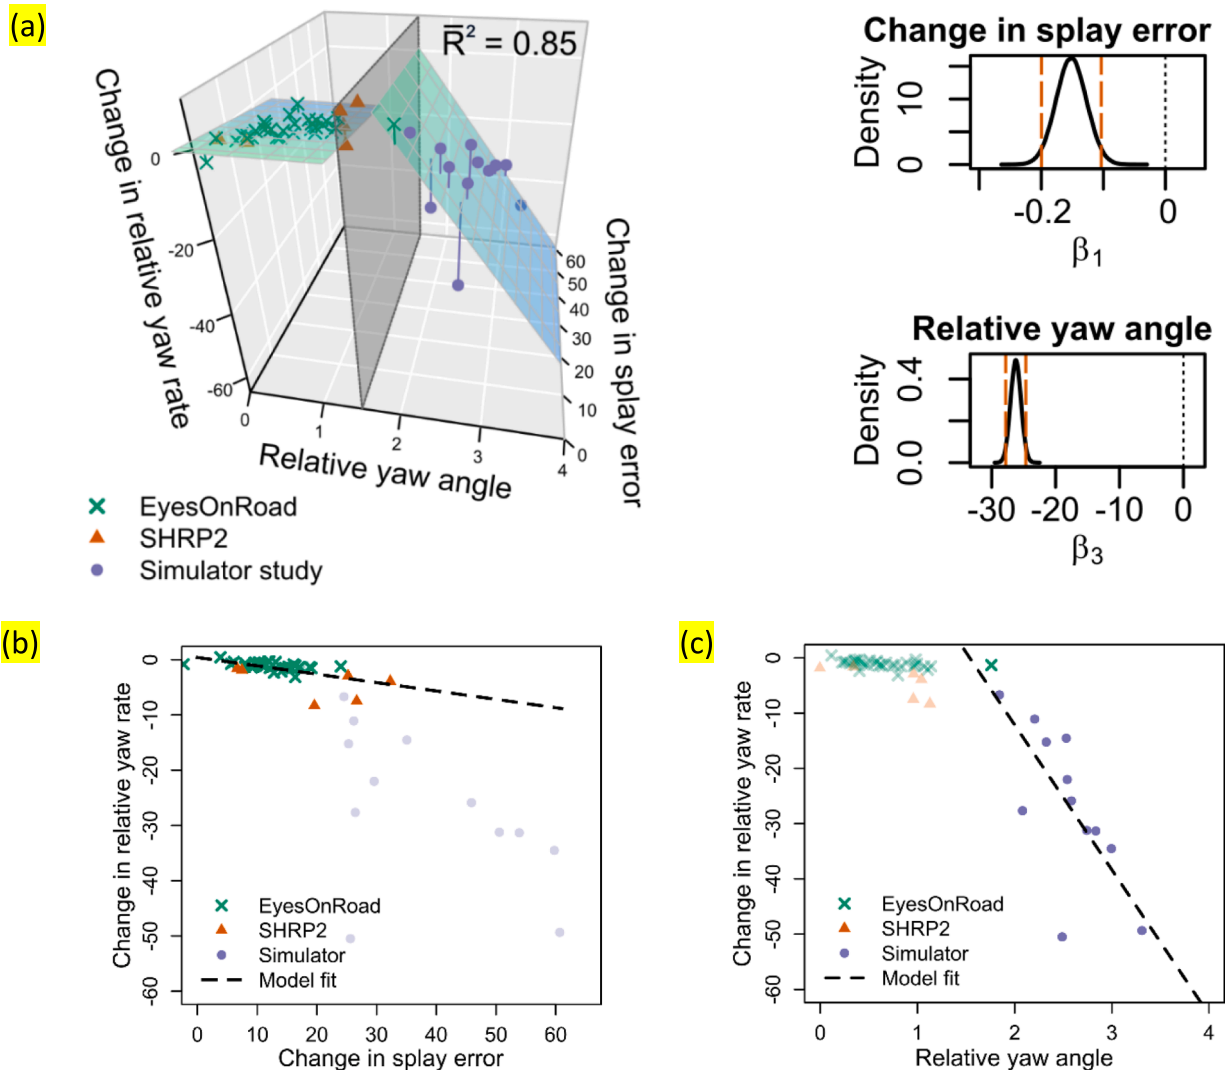 (a)
R̅² = 0.85
Change in relative yaw rate
0
-20
-40
-60
0
1
2
3
4
Relative yaw angle
60
50
40
30
20
10
0
Change in splay error
EyesOnRoad
SHRP2
Simulator study
Change in splay error
Density
10
0
-0.2
0
β₁
Relative yaw angle
Density
0.4
0.0
-30
-20
-10
0
β₃
(b)
Change in relative yaw rate
0
-10
-20
-30
-40
-50
-60
EyesOnRoad
SHRP2
Simulator
Model fit
0
10
20
30
40
50
60
Change in splay error
(c)
Change in relative yaw rate
0
-10
-20
-30
-40
-50
-60
EyesOnRoad
SHRP2
Simulator
Model fit
0
1
2
3
4
Relative yaw angle